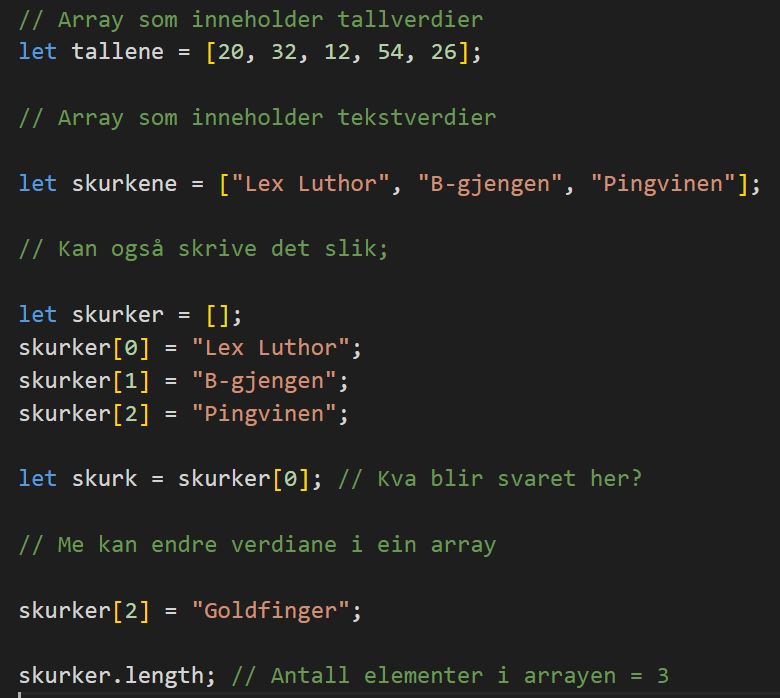 // Array som inneholder tallverdier
let tallene = [20, 32, 12, 54, 26];
// Array som inneholder tekstverdier
let skurkene = ["Lex Luthor", "B-gjengen", "Pingvinen"];
// Kan også skrive det slik;
let skurker = [];
skurker[0] = "Lex Luthor";
skurker[1] = "B-gjengen";
skurker[2] = "Pingvinen";
let skurk = skurker[0]; // Kva blir svaret her?
// Me kan endre verdiane i ein array
skurker[2] = "Goldfinger";
skurker.length; // Antall elementer i arrayen = 3